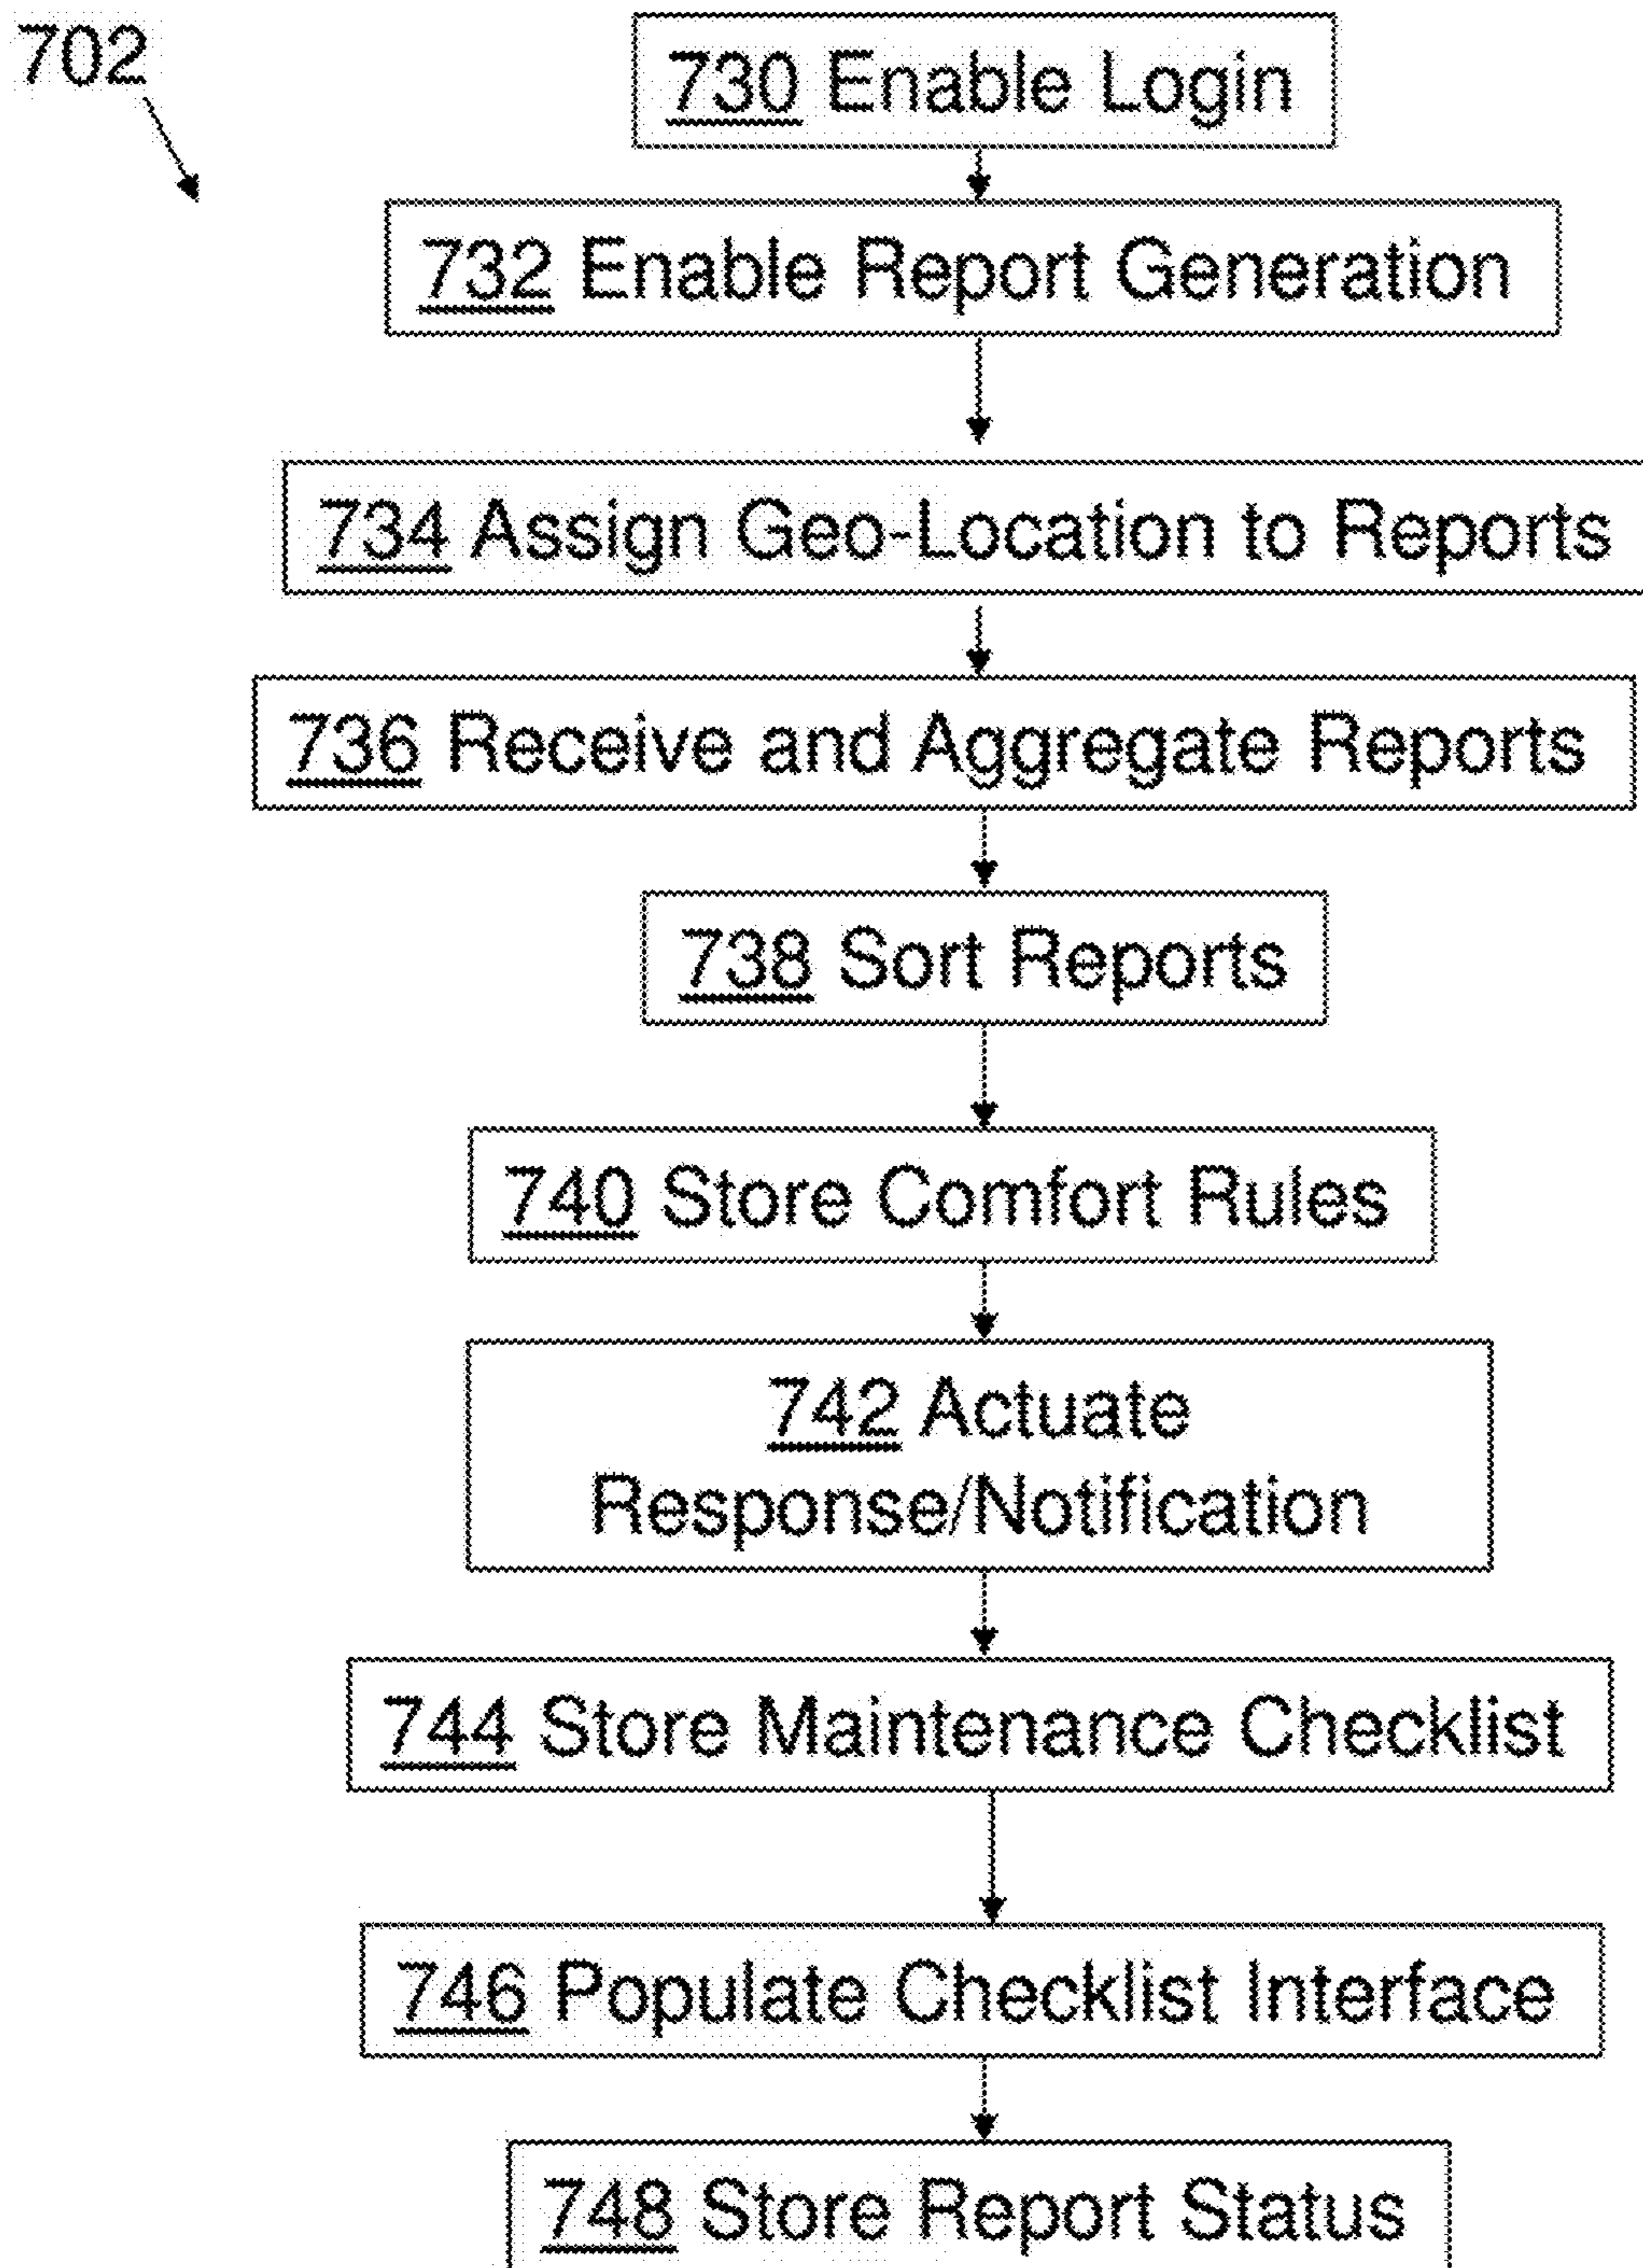 702
730 Enable Login
732 Enable Report Generation
734 Assign Geo-Location to Reports
736 Receive and Aggregate Reports
738 Sort Reports
740 Store Comfort Rules
742 Actuate
Response/Notification
744 Store Maintenance Checklist
746 Populate Checklist Interface
748 Store Report Status